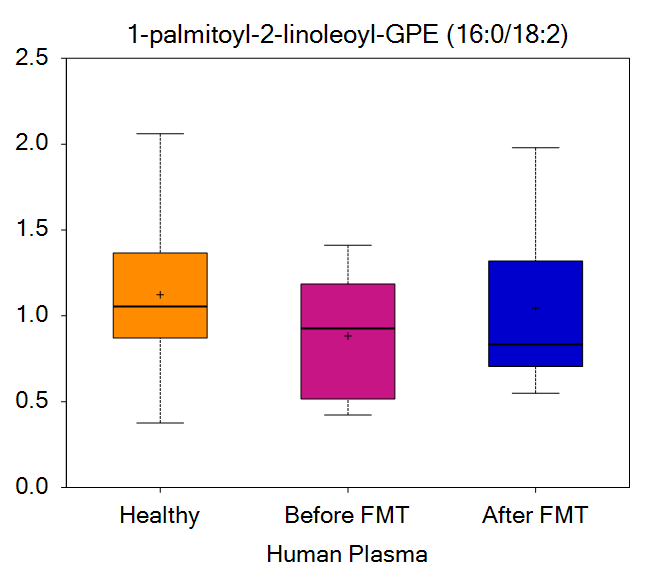 1-palmitoyl-2-linoleoyl-GPE (16:0/18:2)
2.5
2.0
1.5
1.0
0.5
0.0
Healthy Before FMT After FMT
Human Plasma